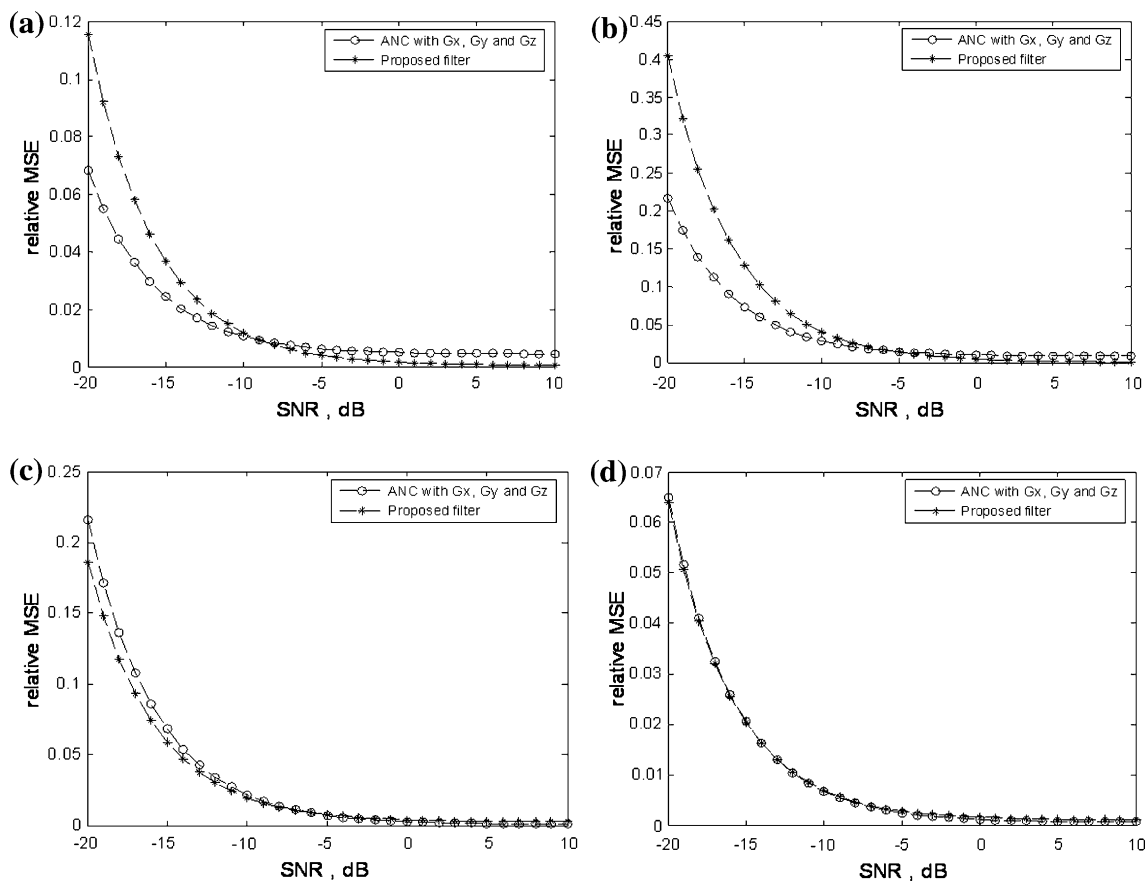 (a)
0.12
0.1
0.08
0.06
0.04
0.02
0
relative MSE
ANC with Gx, Gy and Gz
Proposed filter
-20 -15 -10 -5 0 5 10
SNR , dB
(b)
0.45
0.4
0.35
0.3
0.25
0.2
0.15
0.1
0.05
0
relative MSE
ANC with Gx, Gy and Gz
Proposed filter
-20 -15 -10 -5 0 5 10
SNR , dB
(c)
0.25
0.2
0.15
0.1
0.05
0
relative MSE
ANC with Gx, Gy and Gz
Proposed filter
-20 -15 -10 -5 0 5 10
SNR , dB
(d)
0.07
0.06
0.05
0.04
0.03
0.02
0.01
0
relative MSE
ANC with Gx, Gy and Gz
Proposed filter
-20 -15 -10 -5 0 5 10
SNR , dB